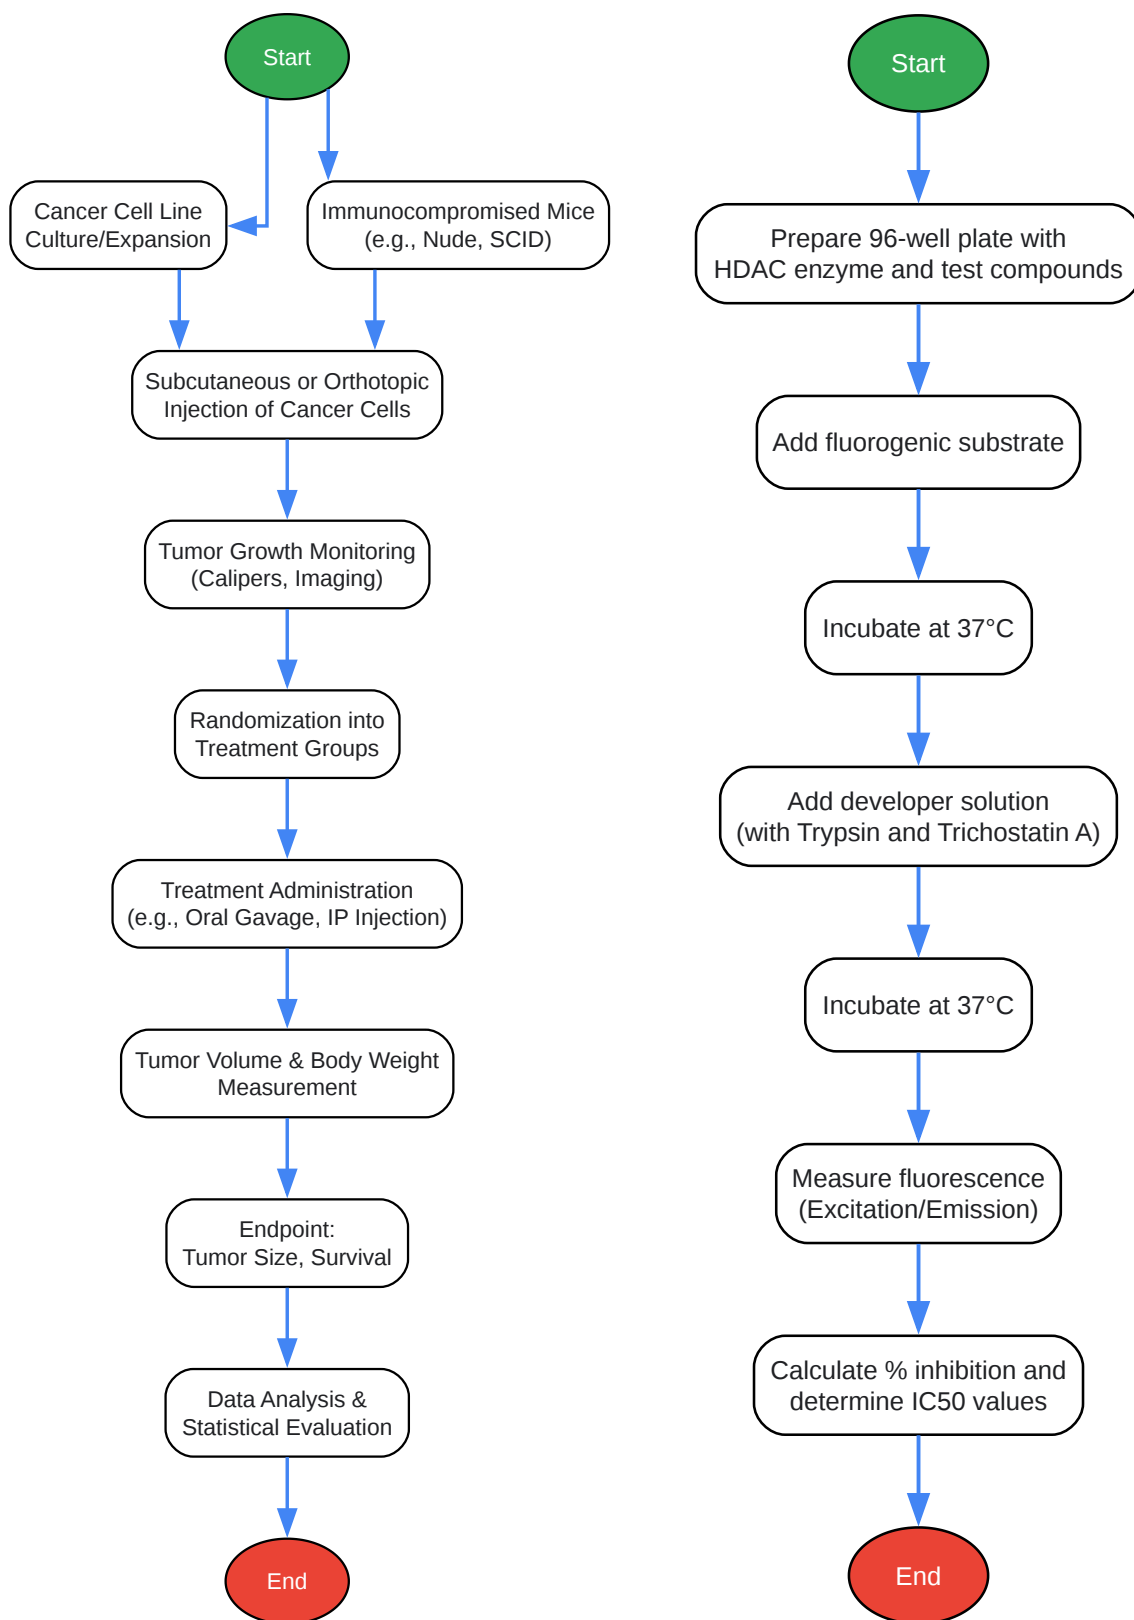 Start
Cancer Cell Line
Culture/Expansion
Immunocompromised Mice
(e.g., Nude, SCID)
Subcutaneous or Orthotopic
Injection of Cancer Cells
Tumor Growth Monitoring
(Calipers, Imaging)
Randomization into
Treatment Groups
Treatment Administration
(e.g., Oral Gavage, IP Injection)
Tumor Volume & Body Weight
Measurement
Endpoint:
Tumor Size, Survival
Data Analysis &
Statistical Evaluation
End
Start
Prepare 96-well plate with
HDAC enzyme and test compounds
Add fluorogenic substrate
Incubate at 37°C
Add developer solution
(with Trypsin and Trichostatin A)
Incubate at 37°C
Measure fluorescence
(Excitation/Emission)
Calculate % inhibition and
determine IC50 values
End